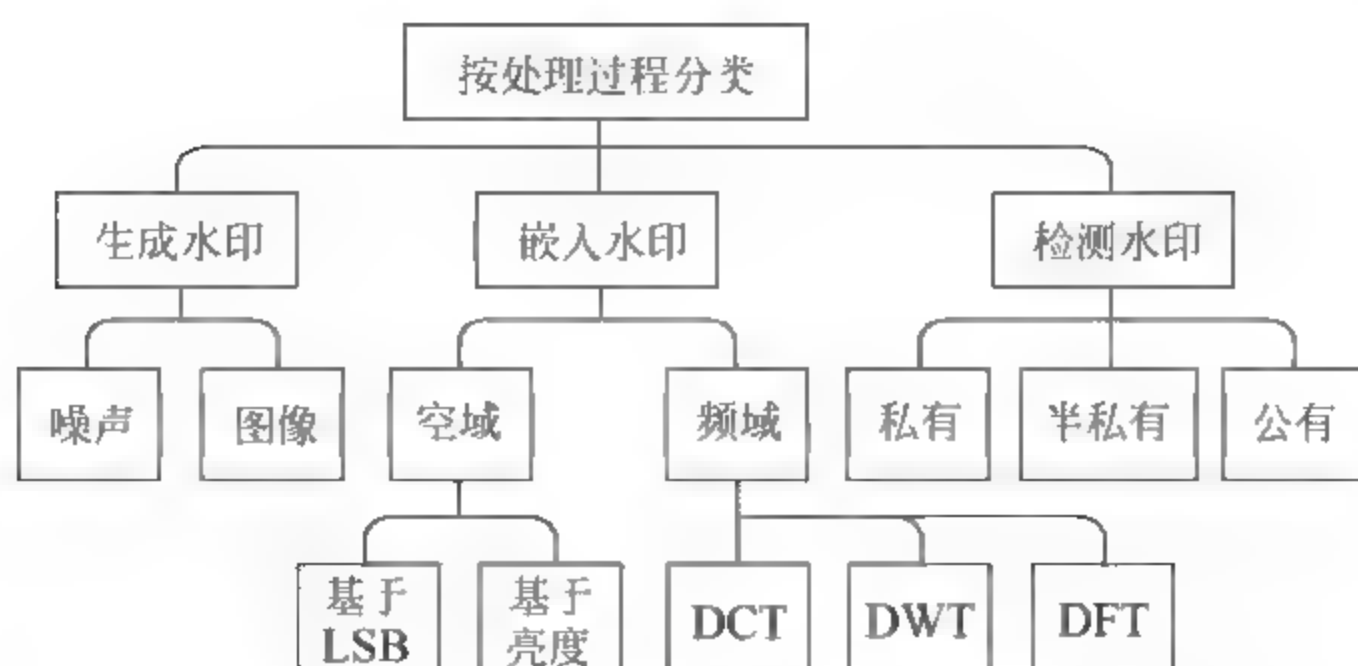 按处理过程分类
生成水印
嵌入水印
检测水印
噪声
图像
空域
频域
私有
半私有
公有
基于
LSB
基于
亮度
DCT
DWT
DFT